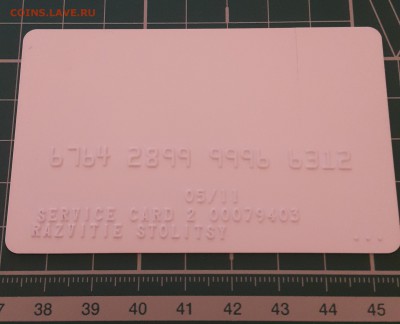 COINS.LAVE.RU
6764 2899 9996 6312
05/11
SERVICE CARD 2 00079403
RAZVITIE STOLITSY
37 38 39 40 41 42 43 44 45